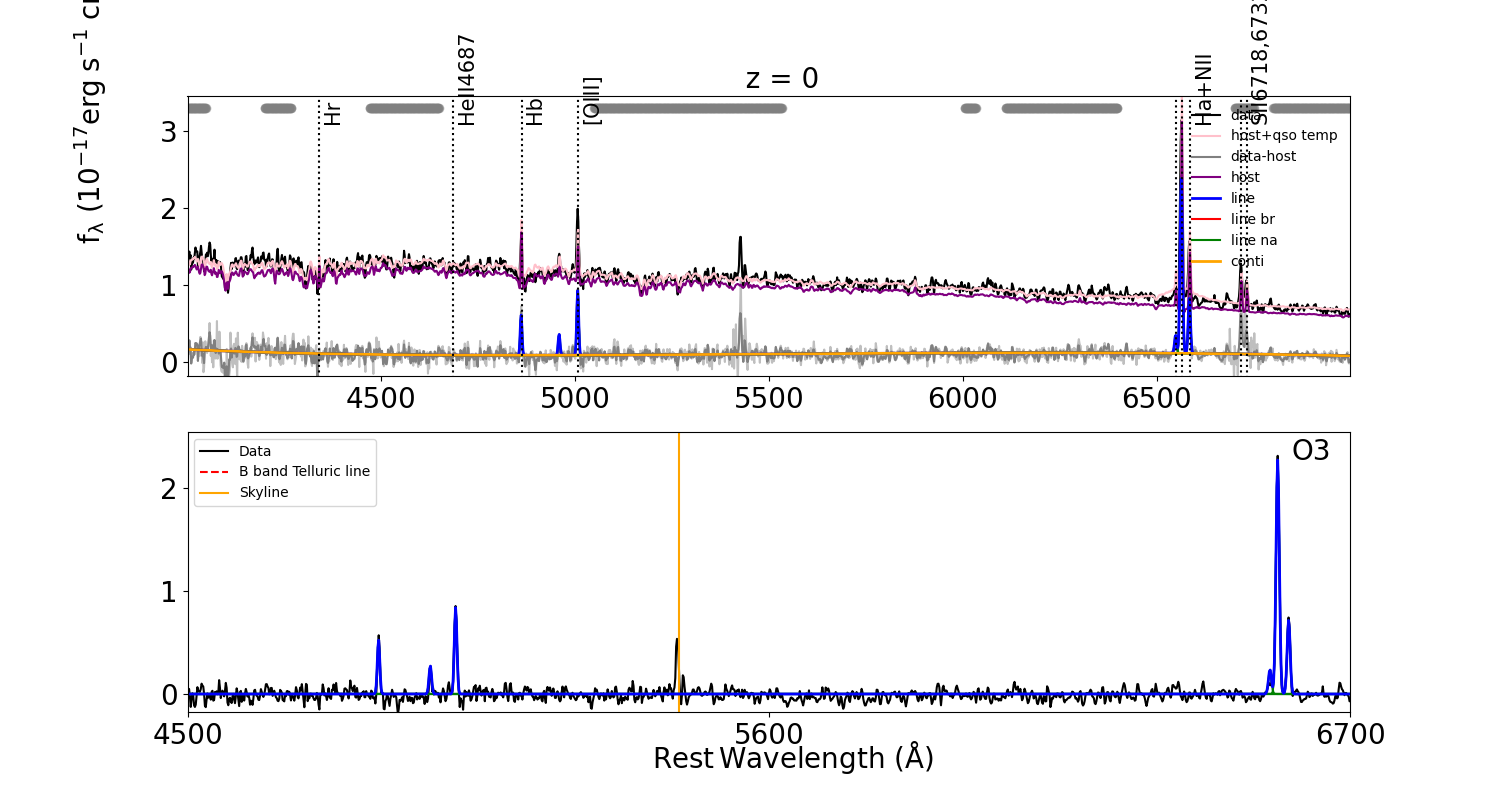 z = 0
f_λ (10^−17 erg s^−1
Hr
HeII4687
Hb
[OIII]
Ha+NII
SII6718,673
data
host+qso temp
data-host
host
line
line br
line na
conti
3
2
1
0
4500 5000 5500 6000 6500
Data
B band Telluric line
Skyline
O3
2
1
0
4500 5600 6700
Rest Wavelength (Å)